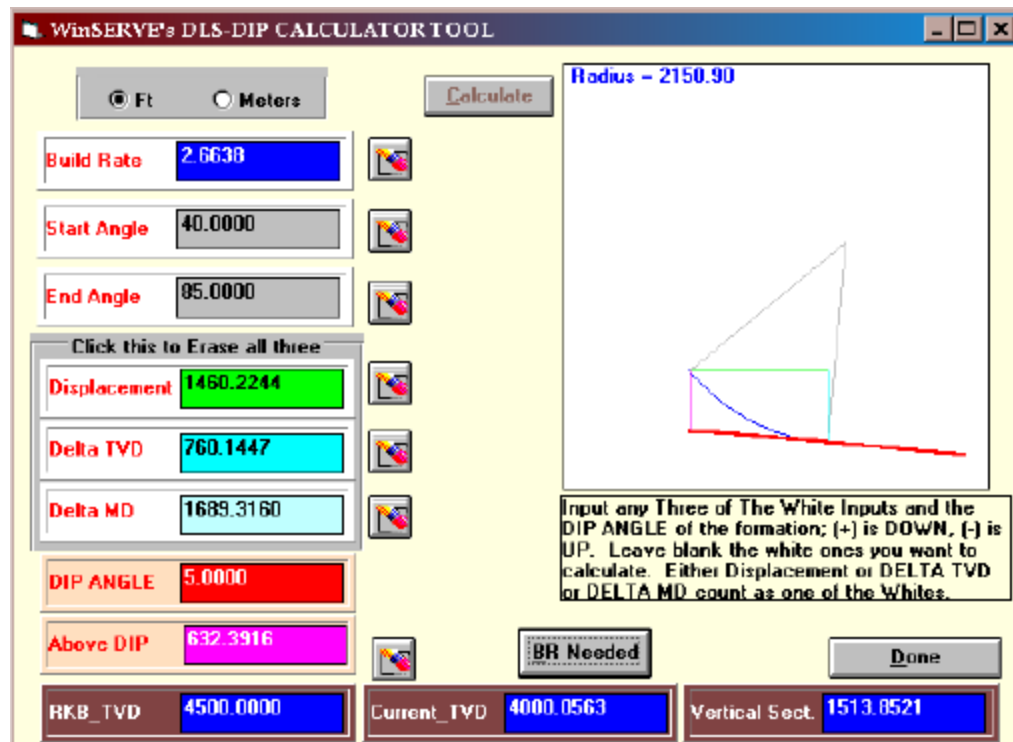 WinSERVE's DLS-DIP CALCULATOR TOOL
Ft Meters
Calculate
Radius = 2150.90
Build Rate 2.6638
Start Angle 40.0000
End Angle 85.0000
Click this to Erase all three
Displacement 1460.2244
Delta TVD 760.1447
Delta MD 1689.3160
Input any Three of The White Inputs and the
DIP ANGLE of the formation; (+) is DOWN, (-) is
UP. Leave blank the white ones you want to
calculate. Either Displacement or DELTA TVD
or DELTA MD count as one of the Whites.
DIP ANGLE 5.0000
Above DIP 632.3916
BR Needed
Done
RKB_TVD 4500.0000
Current_TVD 4000.0563
Vertical Sect. 1513.8521